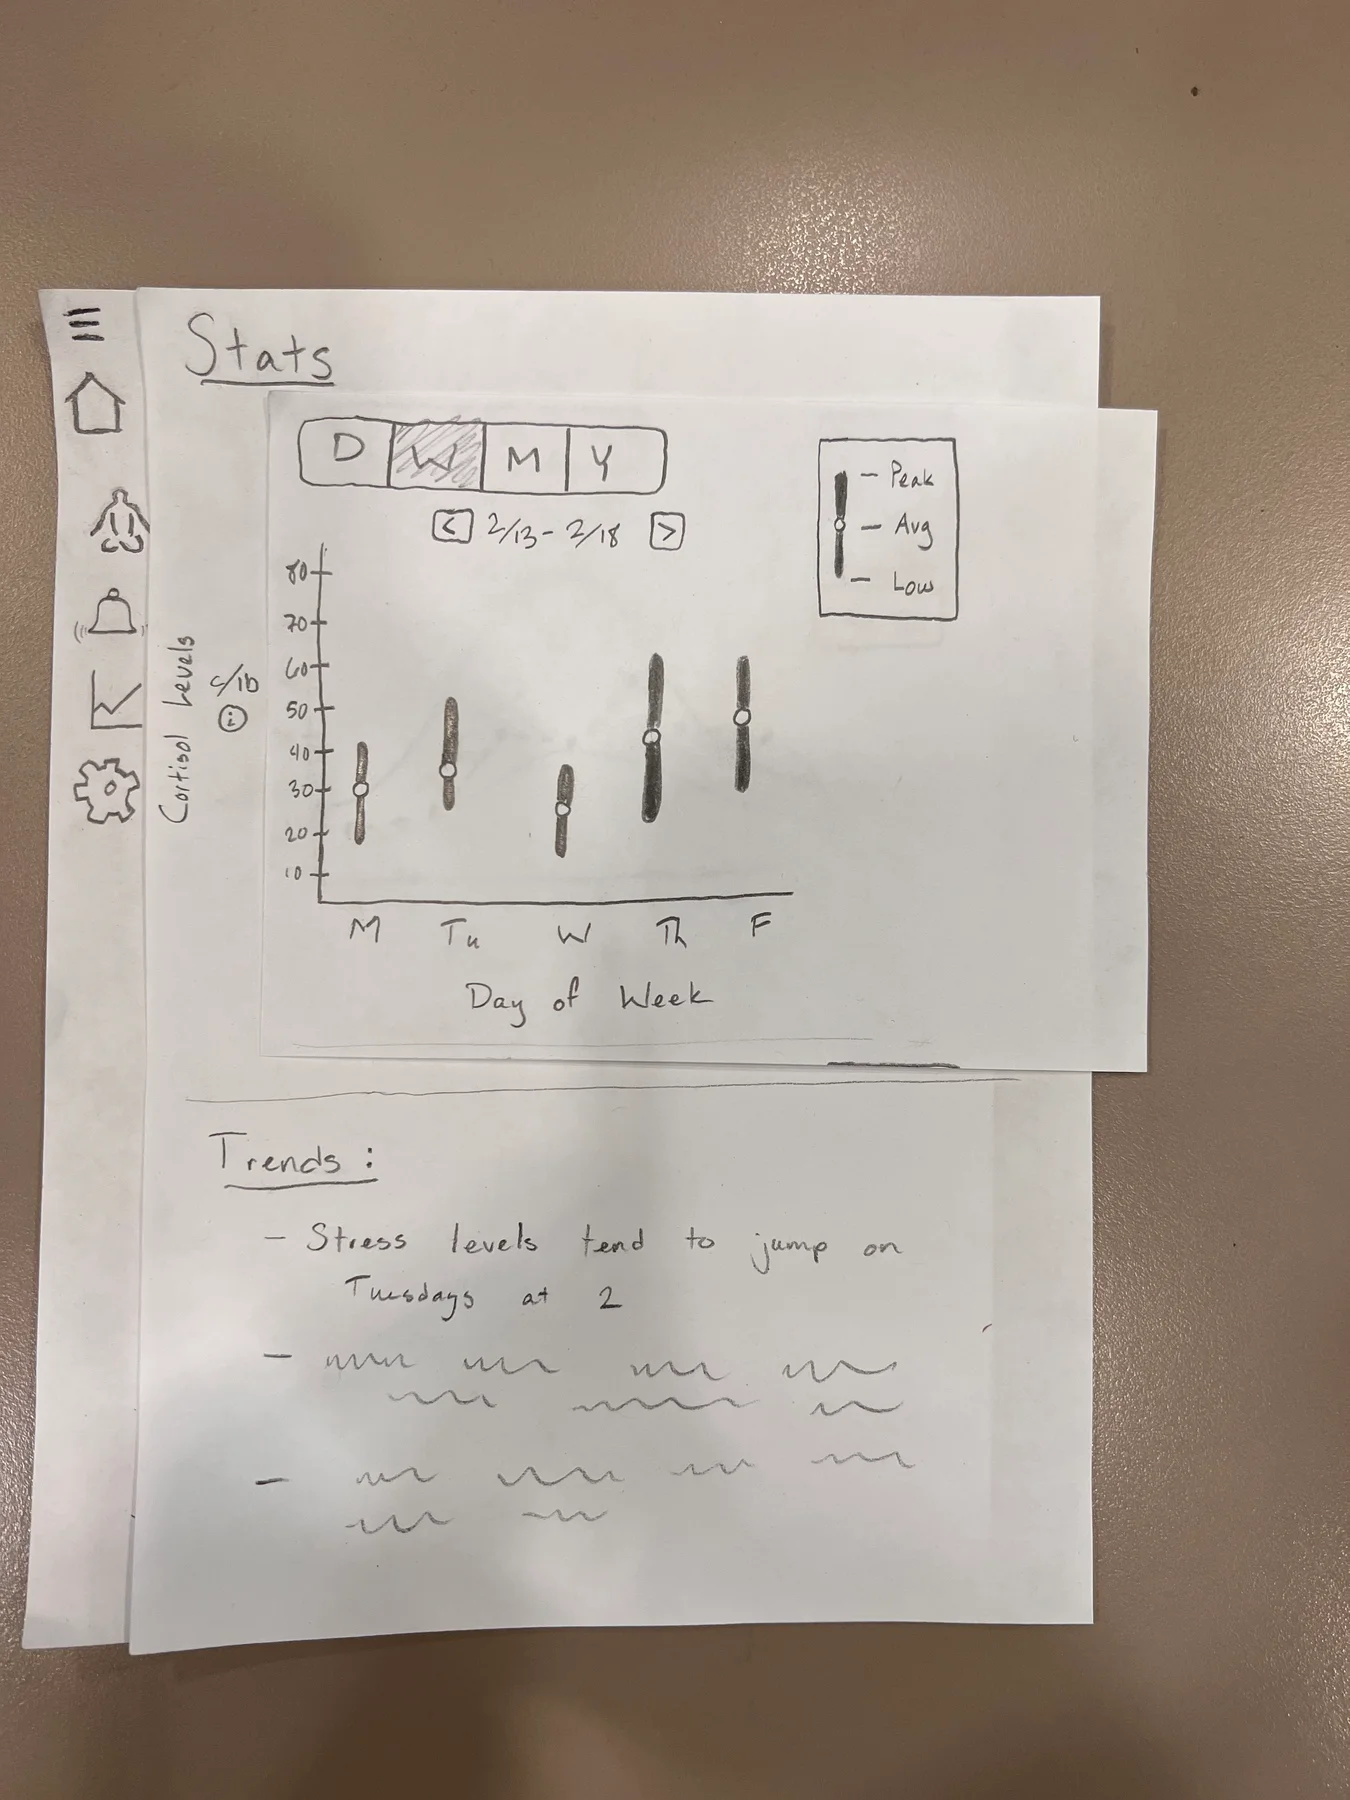 Stats
D W M Y
< 2/13 - 2/18 >
Peak
Avg
Low
Cortisol Levels
80
70
60
50
40
30
20
10
M Tu W Th F
Day of Week
Trends:
- Stress levels tend to jump on
Tuesdays at 2